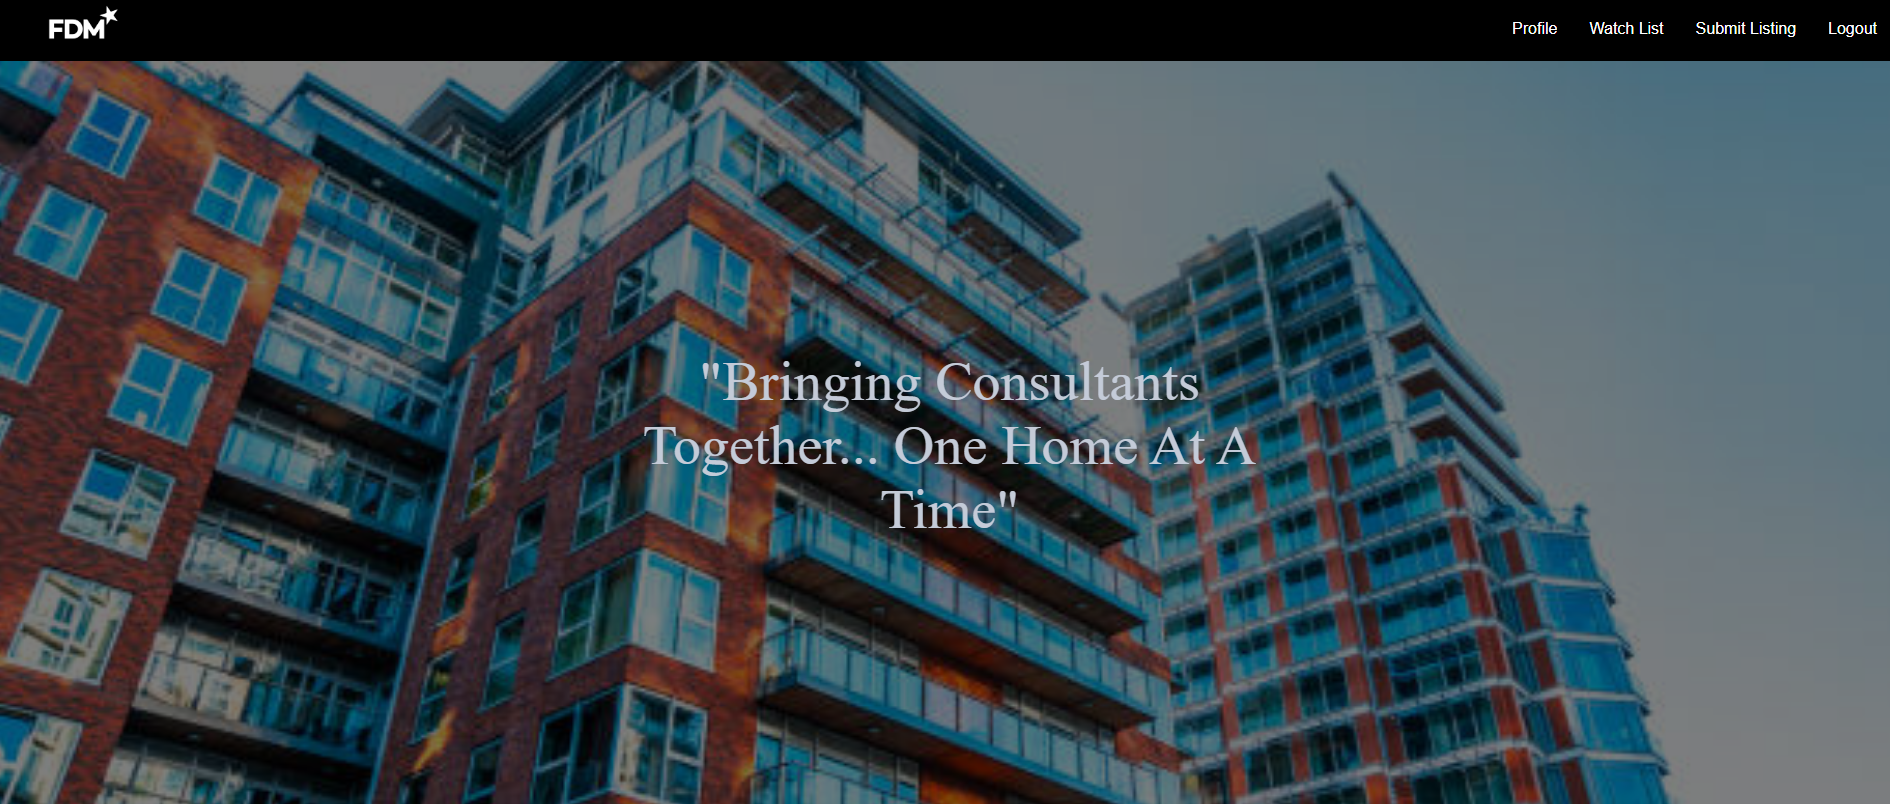 FDM
Profile Watch List Submit Listing Logout
"Bringing Consultants
Together... One Home At A
Time"